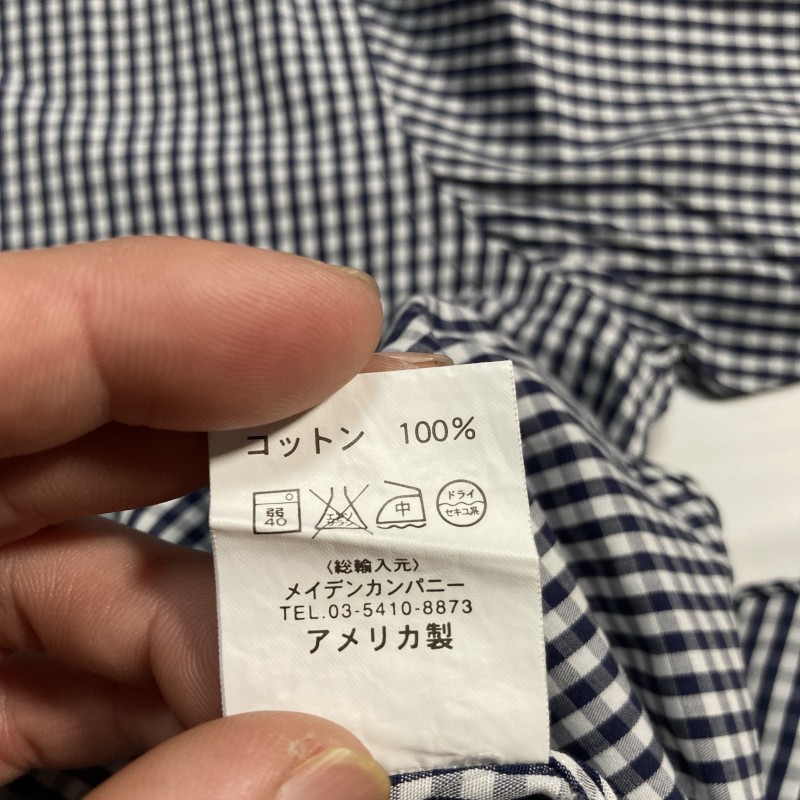 コットン 100%
弱
40
エンソ
サラシ
中
ドライ
セキユ系
〈総輸入元〉
メイデンカンパニー
TEL.03-5410-8873
アメリカ製